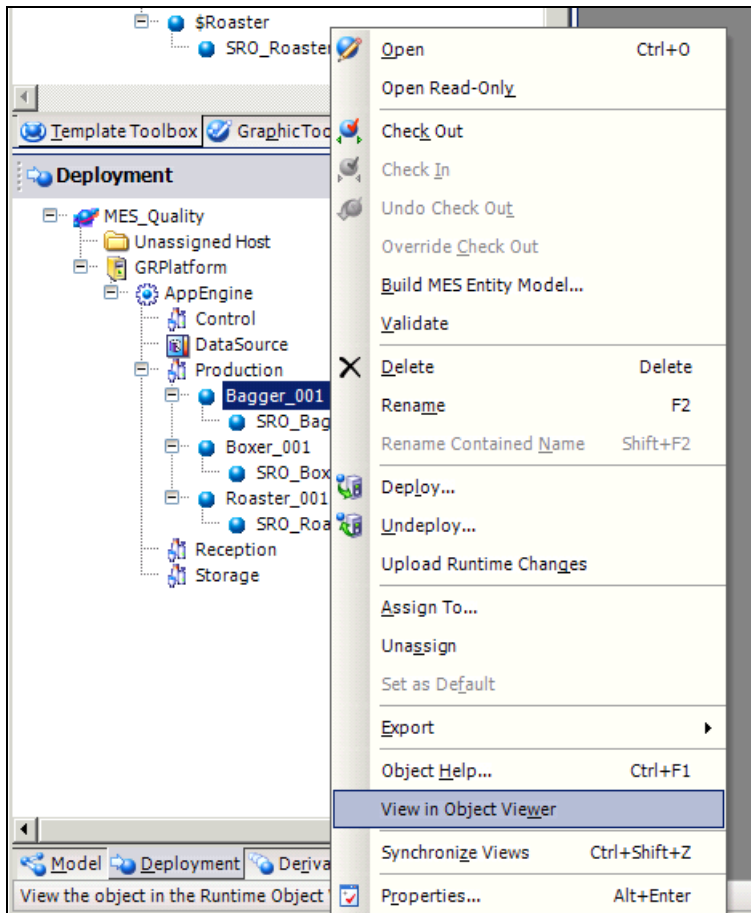 $Roaster
SRO_Roaster
Template Toolbox GraphicToo
Deployment
MES_Quality
Unassigned Host
GRPlatform
AppEngine
Control
DataSource
Production
Bagger_001
SRO_Bag
Boxer_001
SRO_Box
Roaster_001
SRO_Roa
Reception
Storage
Model Deployment Deriva
View the object in the Runtime Object
Open Ctrl+O
Open Read-Only
Check Out
Check In
Undo Check Out
Override Check Out
Build MES Entity Model...
Validate
Delete Delete
Rename F2
Rename Contained Name Shift+F2
Deploy...
Undeploy...
Upload Runtime Changes
Assign To...
Unassign
Set as Default
Export
Object Help... Ctrl+F1
View in Object Viewer
Synchronize Views Ctrl+Shift+Z
Properties... Alt+Enter